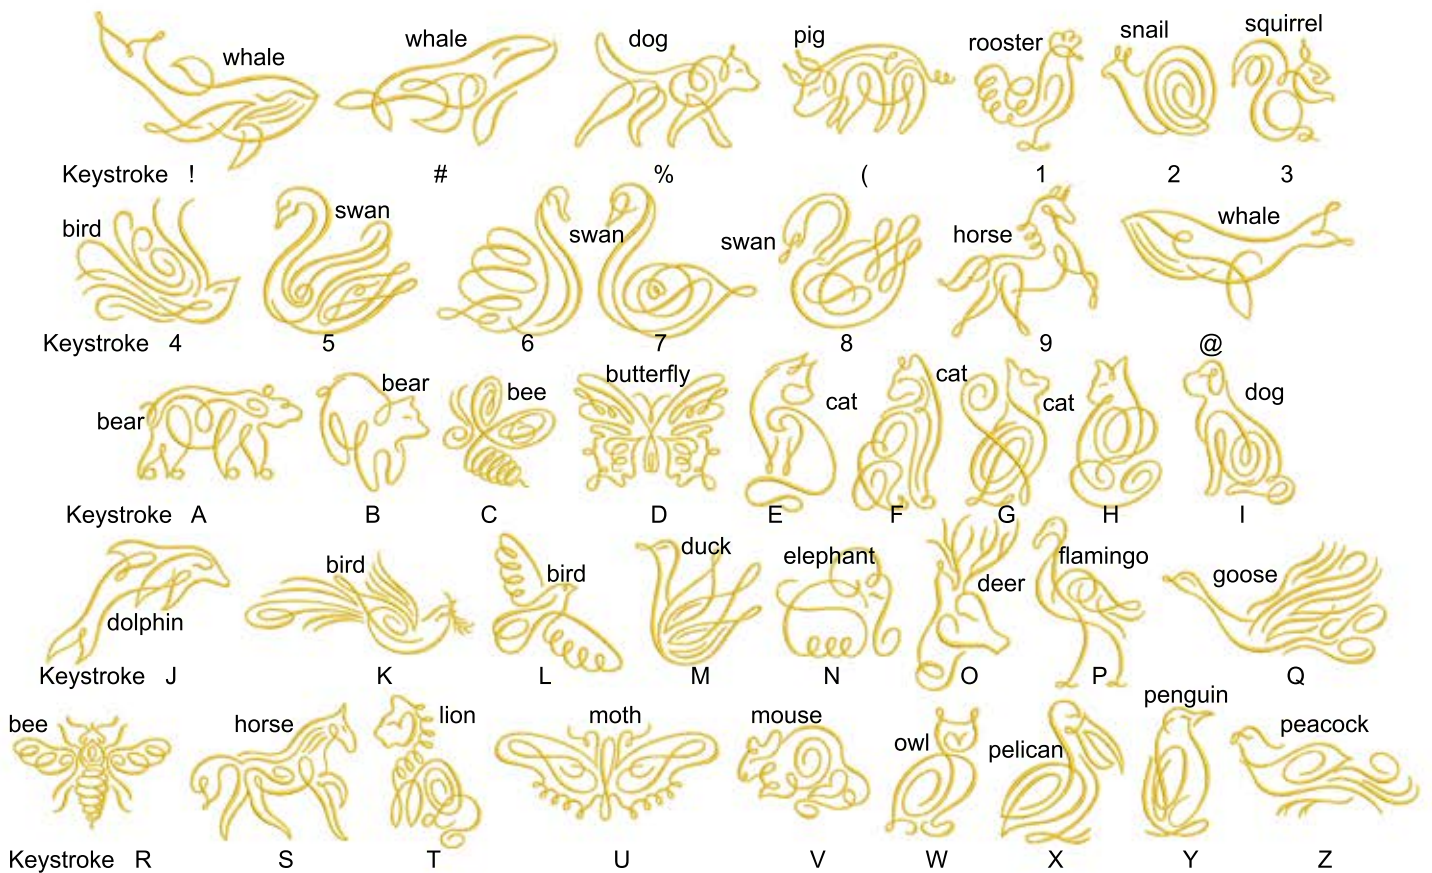 whale whale dog pig rooster snail squirrel
Keystroke ! # % ( 1 2 3
bird swan swan swan horse whale
Keystroke 4 5 6 7 8 9 @
bear bear bee butterfly cat cat cat dog
Keystroke A B C D E F G H I
dolphin bird bird duck elephant deer flamingo goose
Keystroke J K L M N O P Q
bee horse lion moth mouse owl pelican penguin peacock
Keystroke R S T U V W X Y Z